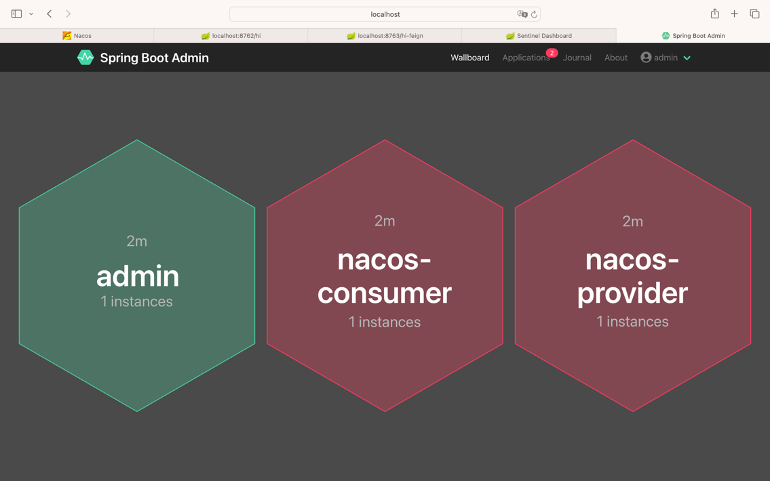 localhost
Nacos
localhost:8762/hi
localhost:8763/hi-feign
Sentinel Dashboard
Spring Boot Admin
Spring Boot Admin
Wallboard
Applications
2
Journal
About
admin
2m
admin
1 instances
2m
nacos-
consumer
1 instances
2m
nacos-
provider
1 instances